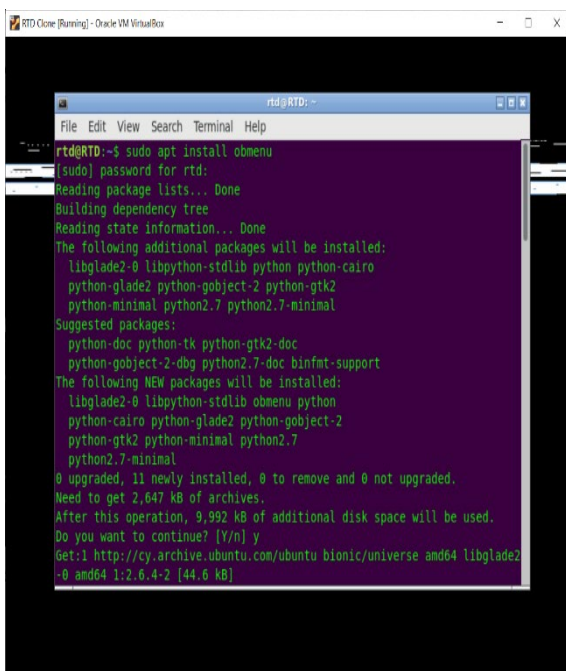 RTD Clone [Running] - Oracle VM VirtualBox
rtd@RTD: ~
File Edit View Search Terminal Help
rtd@RTD:~$ sudo apt install obmenu
[sudo] password for rtd:
Reading package lists... Done
Building dependency tree
Reading state information... Done
The following additional packages will be installed:
  libglade2-0 libpython-stdlib python python-cairo
  python-glade2 python-gobject-2 python-gtk2
  python-minimal python2.7 python2.7-minimal
Suggested packages:
  python-doc python-tk python-gtk2-doc
  python-gobject-2-dbg python2.7-doc binfmt-support
The following NEW packages will be installed:
  libglade2-0 libpython-stdlib obmenu python
  python-cairo python-glade2 python-gobject-2
  python-gtk2 python-minimal python2.7
  python2.7-minimal
0 upgraded, 11 newly installed, 0 to remove and 0 not upgraded.
Need to get 2,647 kB of archives.
After this operation, 9,992 kB of additional disk space will be used.
Do you want to continue? [Y/n] y
Get:1 http://cy.archive.ubuntu.com/ubuntu bionic/universe amd64 libglade2
-0 amd64 1:2.6.4-2 [44.6 kB]